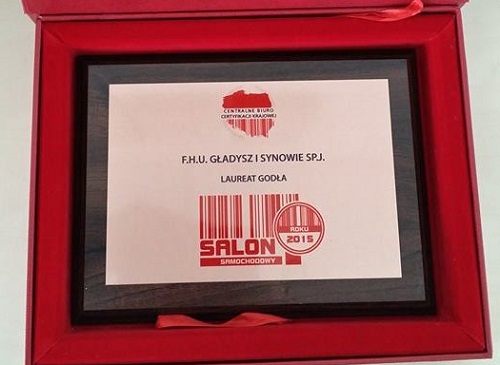 CENTRALNE BIURO
CERTYFIKACJI KRAJOWEJ
F.H.U. GŁADYSZ I SYNOWIE SP.J.
LAUREAT GODŁA
SALON
SAMOCHODOWY
ROKU
2015